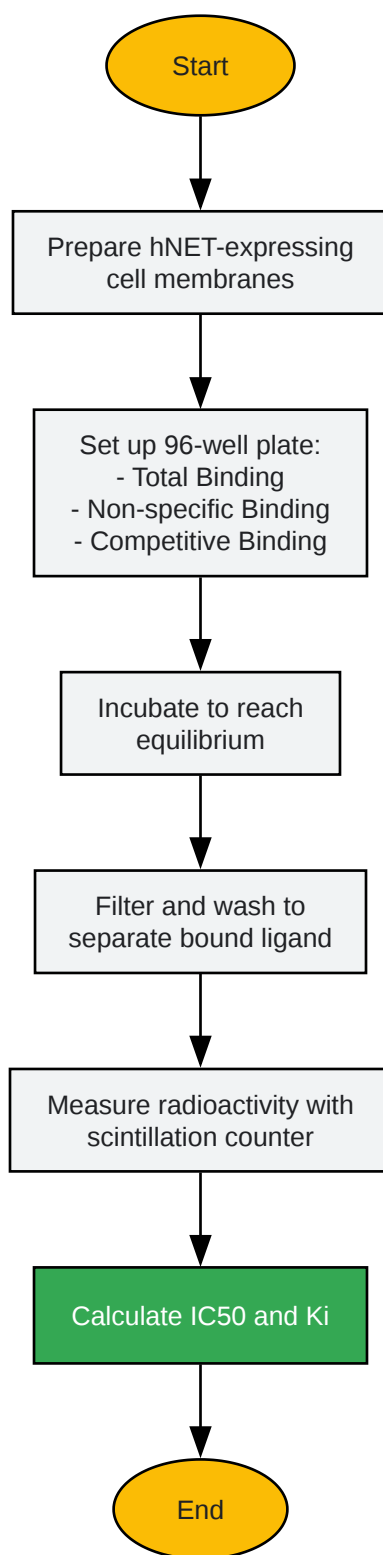 Start
Prepare hNET-expressing
cell membranes
Set up 96-well plate:
- Total Binding
- Non-specific Binding
- Competitive Binding
Incubate to reach
equilibrium
Filter and wash to
separate bound ligand
Measure radioactivity with
scintillation counter
Calculate IC50 and Ki
End